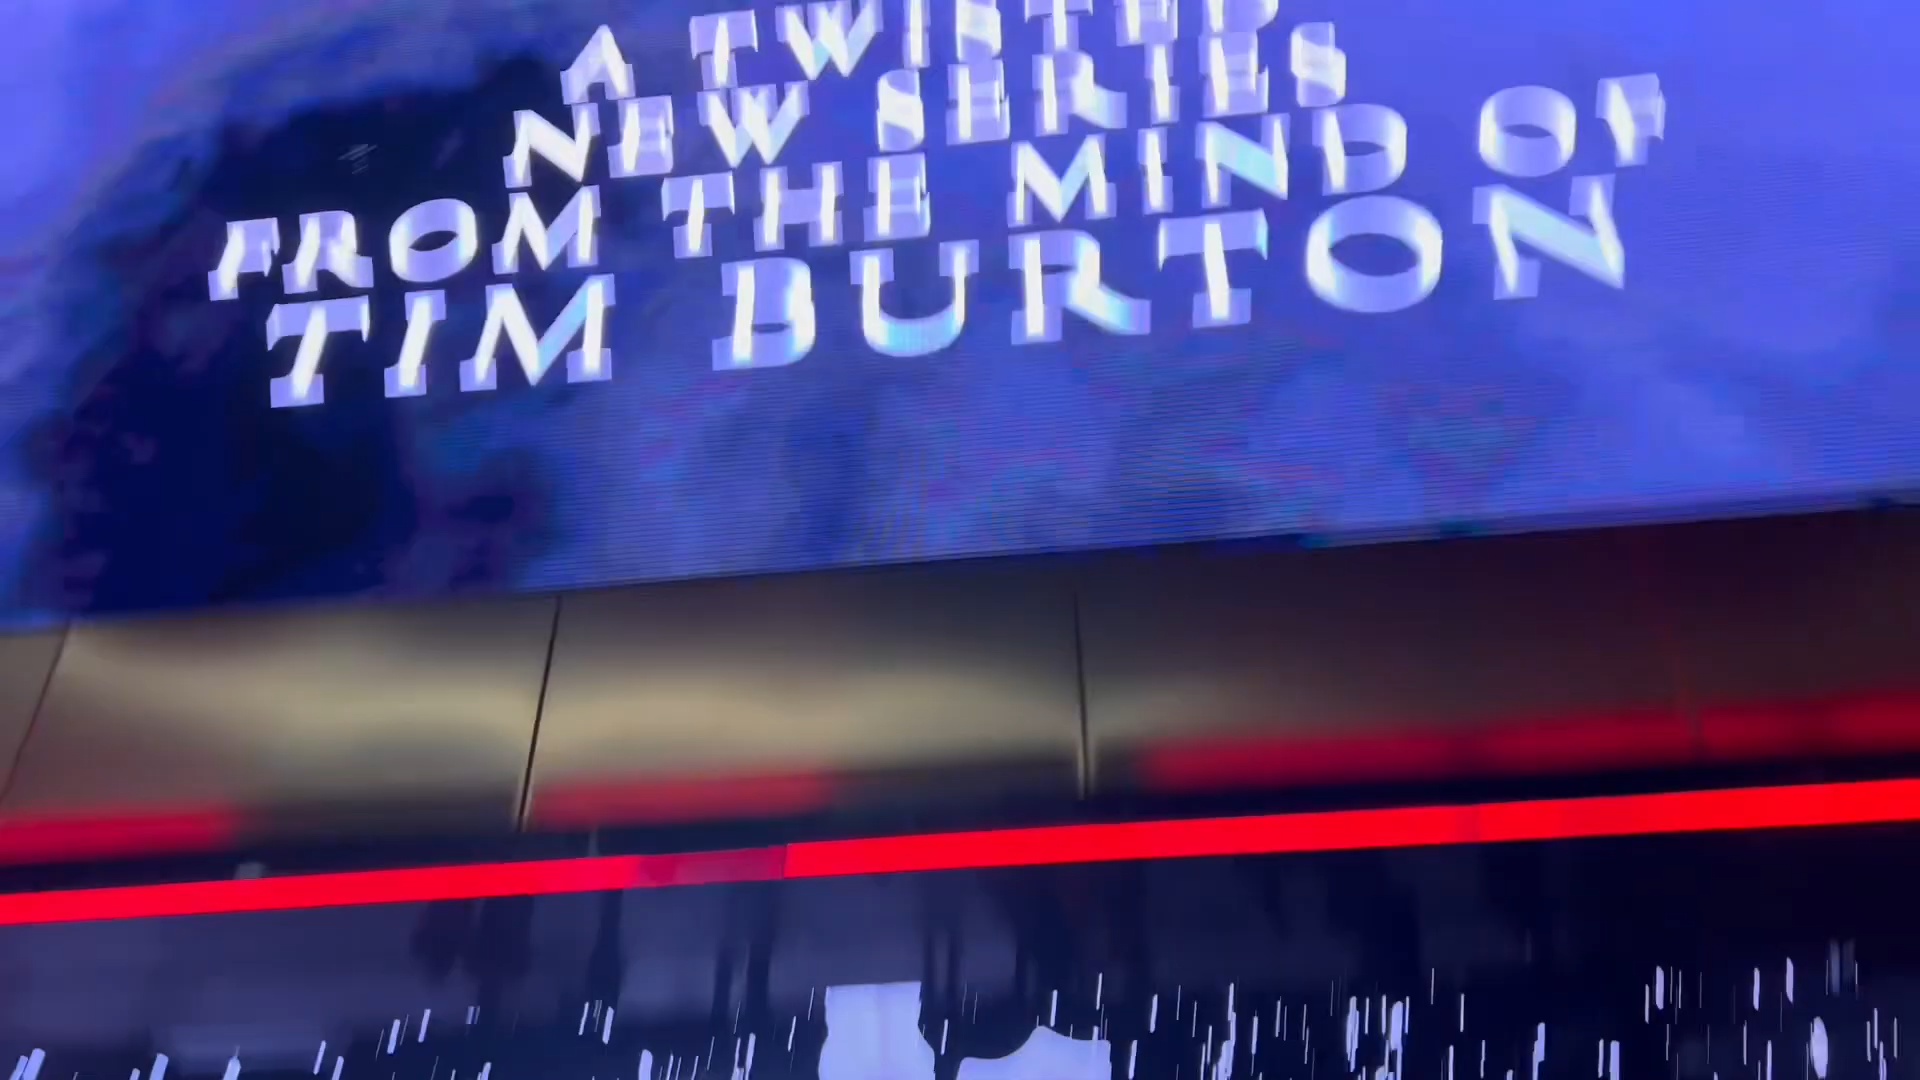 A TWISTED
NEW SERIES
FROM THE MIND OF
TIM BURTON